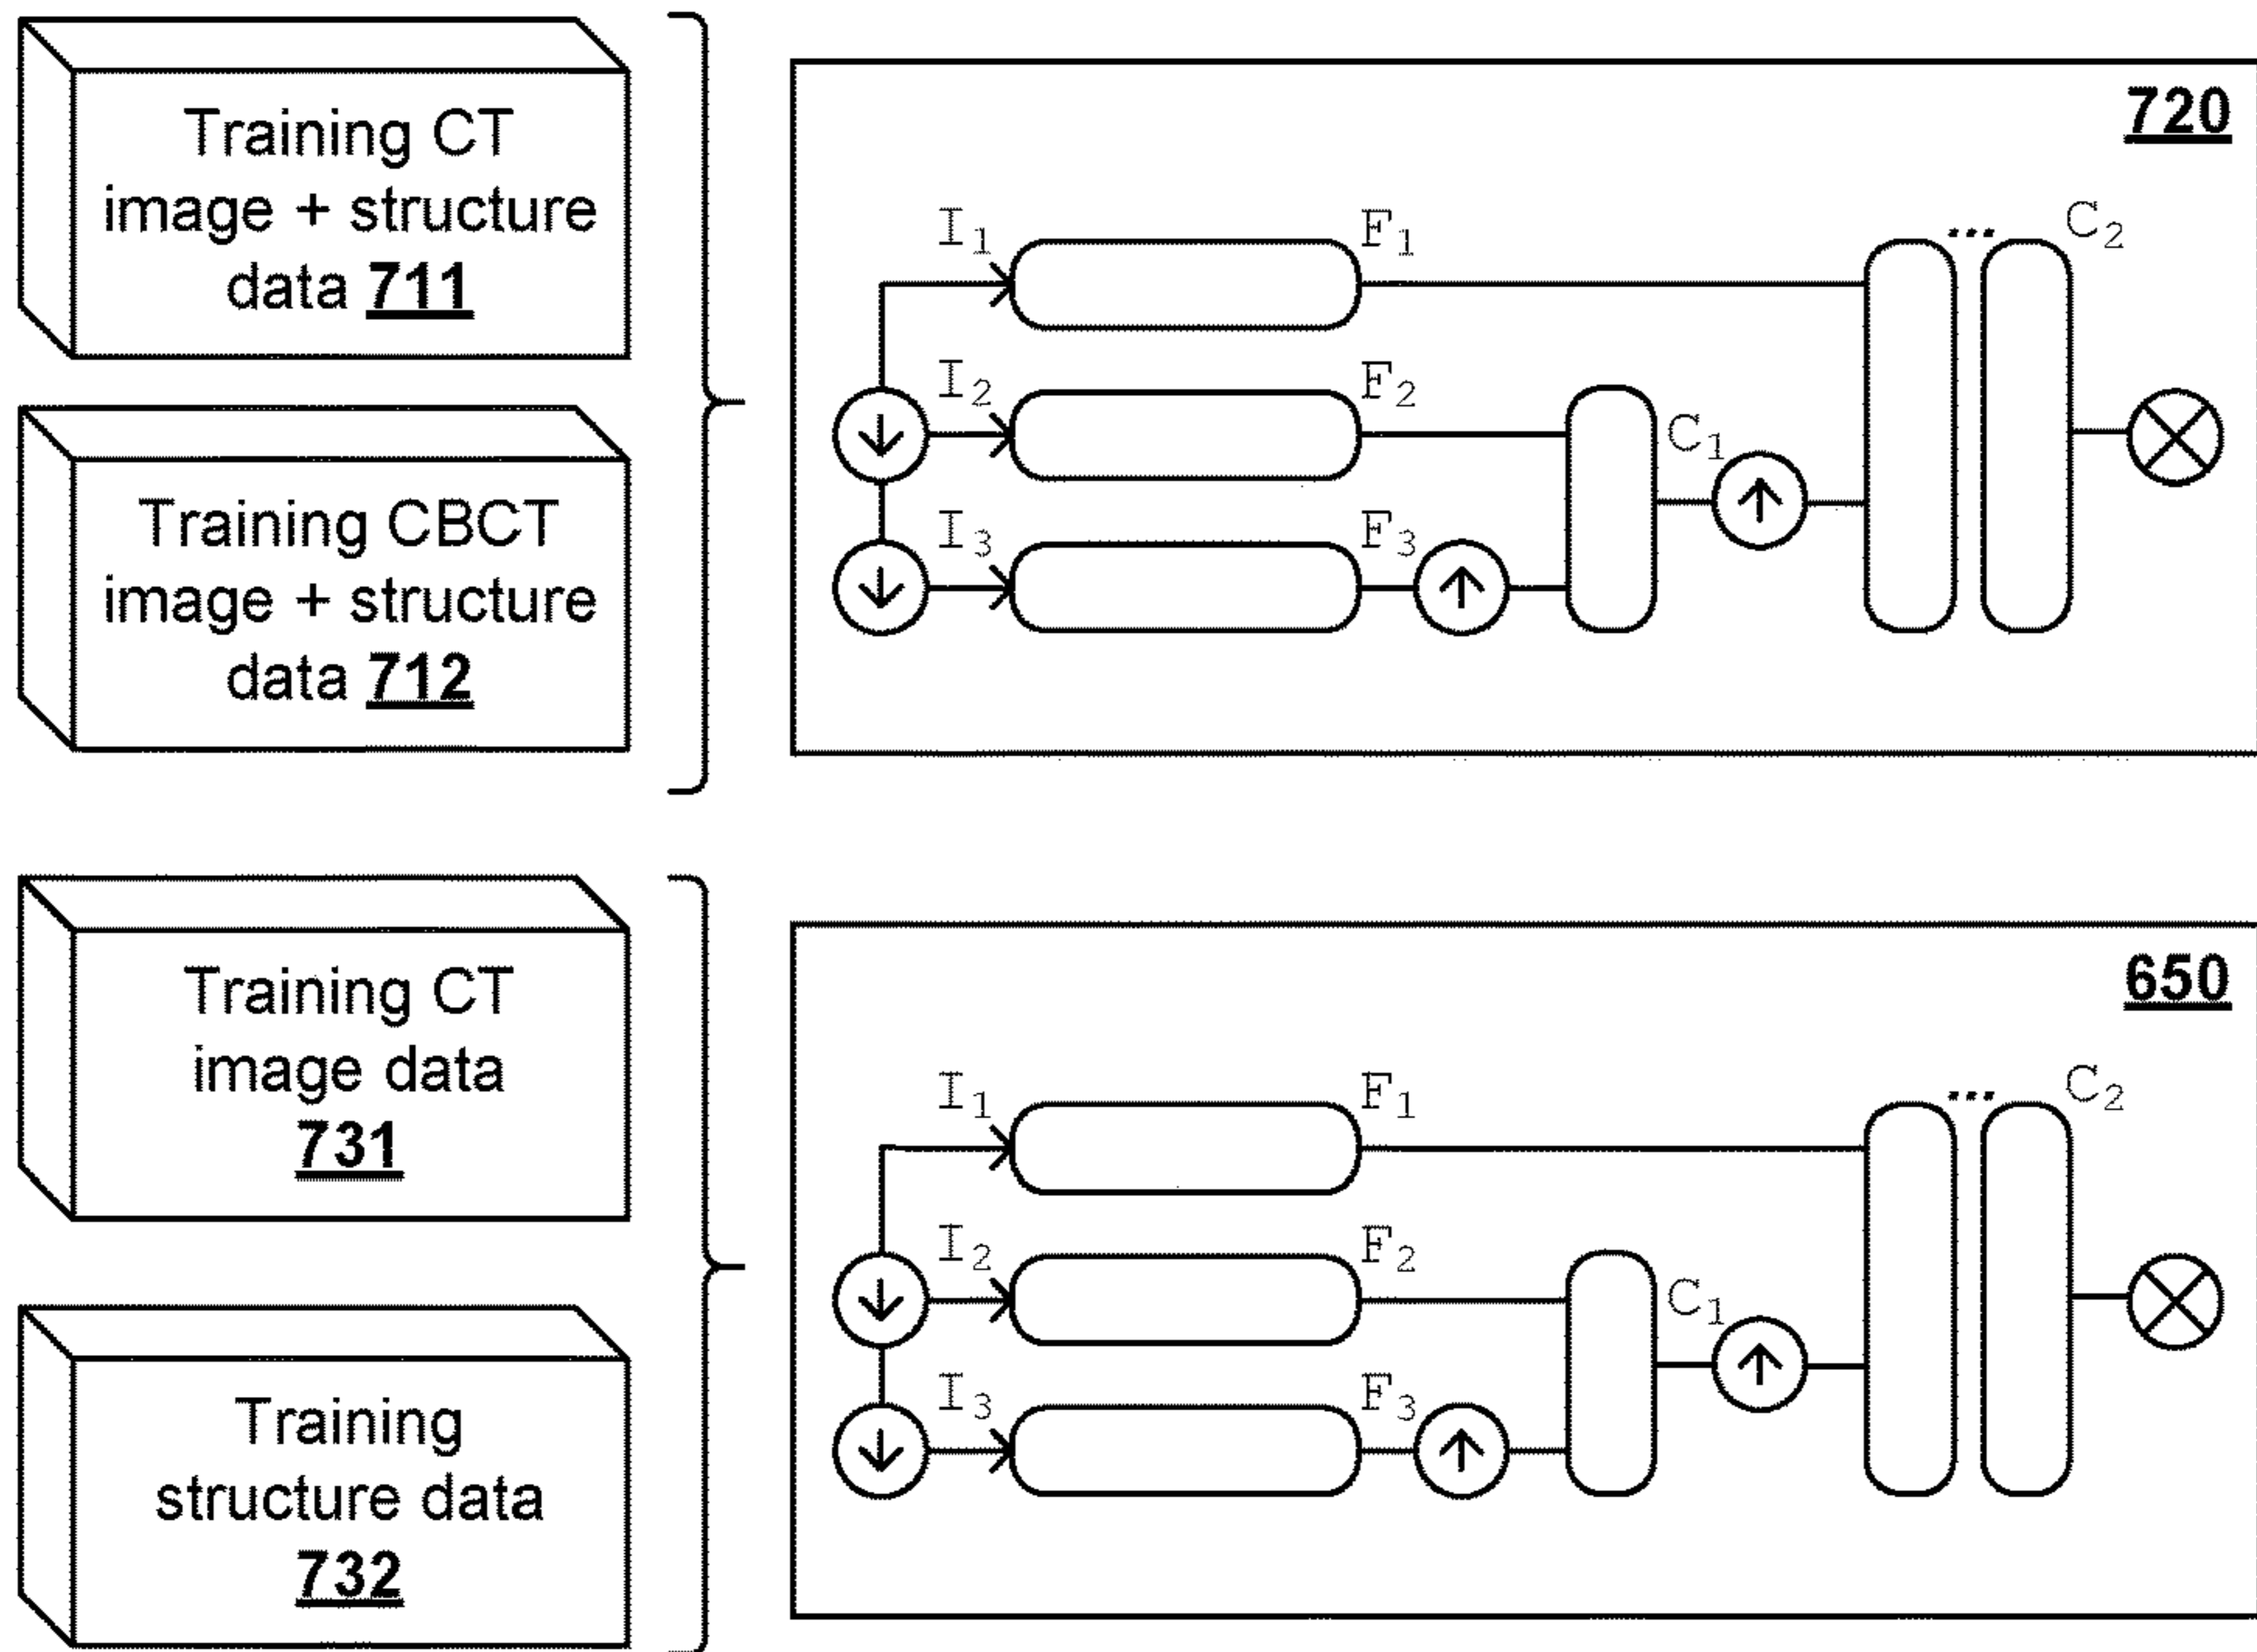 Training CT
image + structure
data 711
Training CBCT
image + structure
data 712
720
I₁
F₁
C₂
...
I₂
F₂
C₁
I₃
F₃
Training CT
image data
731
Training
structure data
732
650
I₁
F₁
C₂
...
I₂
F₂
C₁
I₃
F₃